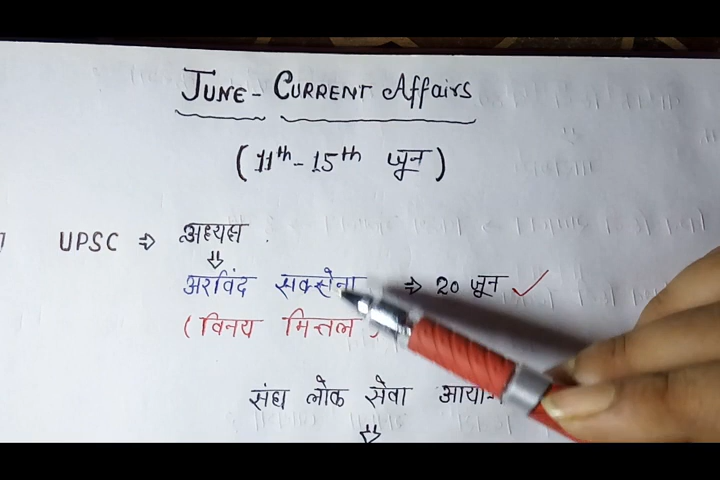 JUNE - CURRENT Affairs
(11th - 15th जून)
UPSC ⇒ अध्यक्ष
⇓
अरविंद सक्सेना ⇒ 20 जून ✓
(विनय मित्तल)
संघ लोक सेवा
⇓